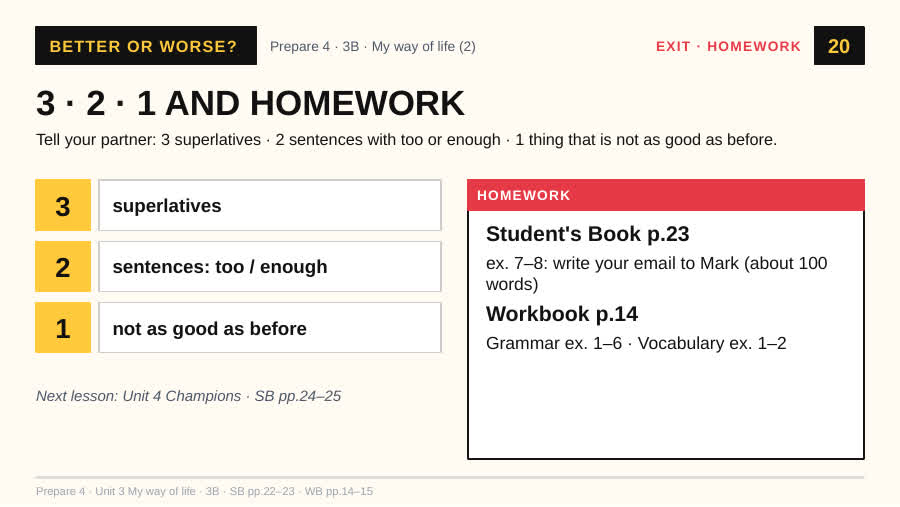 BETTER OR WORSE?
Prepare 4 · 3B · My way of life (2)
EXIT · HOMEWORK
20
3 · 2 · 1 AND HOMEWORK
Tell your partner: 3 superlatives · 2 sentences with too or enough · 1 thing that is not as good as before.
3
superlatives
2
sentences: too / enough
1
not as good as before
Next lesson: Unit 4 Champions · SB pp.24–25
HOMEWORK
Student's Book p.23
ex. 7–8: write your email to Mark (about 100
words)
Workbook p.14
Grammar ex. 1–6 · Vocabulary ex. 1–2
Prepare 4 · Unit 3 My way of life · 3B · SB pp.22–23 · WB pp.14–15